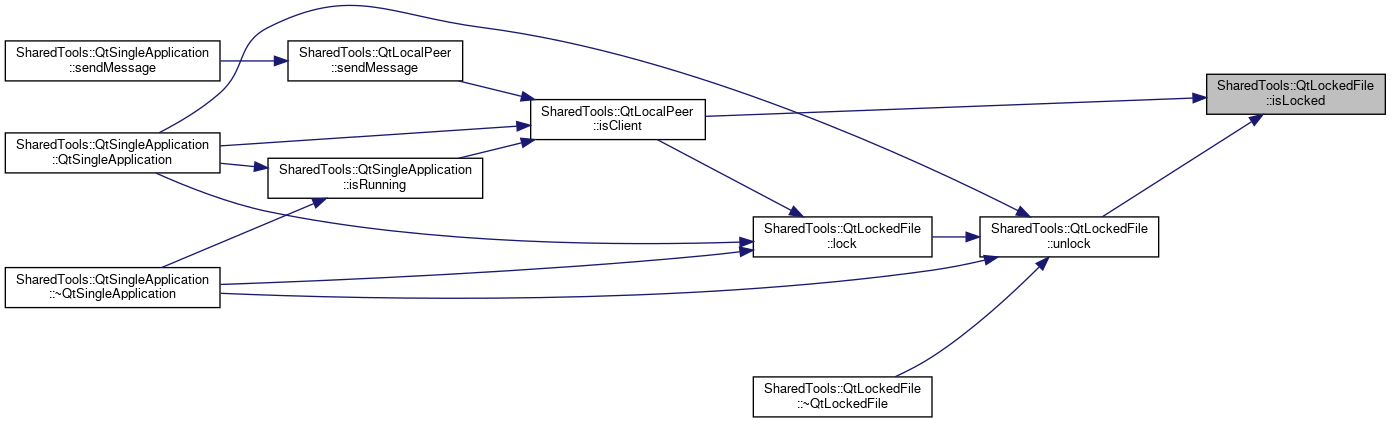 SharedTools::QtSingleApplication
::sendMessage
SharedTools::QtLocalPeer
::sendMessage
SharedTools::QtLockedFile
::isLocked
SharedTools::QtLocalPeer
::isClient
SharedTools::QtSingleApplication
::QtSingleApplication
SharedTools::QtSingleApplication
::isRunning
SharedTools::QtLockedFile
::lock
SharedTools::QtLockedFile
::unlock
SharedTools::QtSingleApplication
::~QtSingleApplication
SharedTools::QtLockedFile
::~QtLockedFile